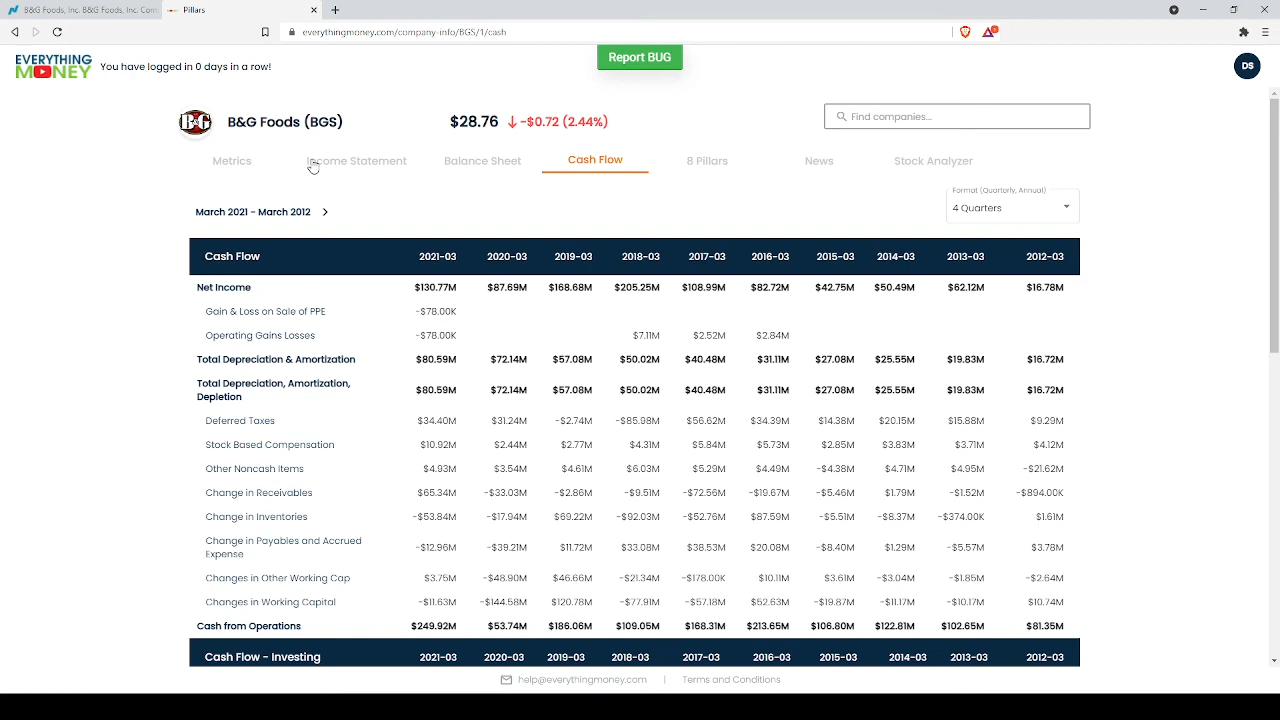 B&G Foods, Inc. B&G Foods, Inc. Com
Pillars
everythingmoney.com/company-info/BGS/1/cash
EVERYTHING
MONEY
You have logged in 0 days in a row!
Report BUG
DS
B&G
B&G Foods (BGS)
$28.76 ↓ -$0.72 (2.44%)
Find companies...
Metrics Income Statement Balance Sheet Cash Flow 8 Pillars News Stock Analyzer
March 2021 - March 2012
Format (Quarterly, Annual)
4 Quarters
Cash Flow 2021-03 2020-03 2019-03 2018-03 2017-03 2016-03 2015-03 2014-03 2013-03 2012-03
Net Income $130.77M $87.69M $168.68M $205.25M $108.99M $82.72M $42.75M $50.49M $62.12M $16.78M
Gain & Loss on Sale of PPE -$78.00K
Operating Gains Losses -$78.00K $7.11M $2.52M $2.84M
Total Depreciation & Amortization $80.59M $72.14M $57.08M $50.02M $40.48M $31.11M $27.08M $25.55M $19.83M $16.72M
Total Depreciation, Amortization,
Depletion $80.59M $72.14M $57.08M $50.02M $40.48M $31.11M $27.08M $25.55M $19.83M $16.72M
Deferred Taxes $34.40M $31.24M -$2.74M -$85.98M $56.62M $34.39M $14.38M $20.15M $15.88M $9.29M
Stock Based Compensation $10.92M $2.44M $2.77M $4.31M $5.84M $5.73M $2.85M $3.83M $3.71M $4.12M
Other Noncash Items $4.93M $3.54M $4.61M $6.03M $5.29M $4.49M -$4.38M $4.71M $4.95M -$21.62M
Change in Receivables $65.34M -$33.03M -$2.86M -$9.51M -$72.56M -$19.67M -$5.46M $1.79M -$1.52M -$894.00K
Change in Inventories -$53.84M -$17.94M $69.22M -$92.03M -$52.76M $87.59M -$5.51M -$8.37M -$374.00K $1.61M
Change in Payables and Accrued
Expense -$12.96M -$39.21M $11.72M $33.08M $38.53M $20.08M -$8.40M $1.29M -$5.57M $3.78M
Changes in Other Working Cap $3.75M -$48.90M $46.66M -$21.34M -$178.00K $10.11M $3.61M -$3.04M -$1.85M -$2.64M
Changes in Working Capital -$11.63M -$144.58M $120.78M -$77.91M -$57.18M $52.63M -$19.87M -$11.17M -$10.17M $10.74M
Cash from Operations $249.92M $53.74M $186.06M $109.05M $168.31M $213.65M $106.80M $122.81M $102.65M $81.35M
Cash Flow - Investing 2021-03 2020-03 2019-03 2018-03 2017-03 2016-03 2015-03 2014-03 2013-03 2012-03
help@everythingmoney.com | Terms and Conditions